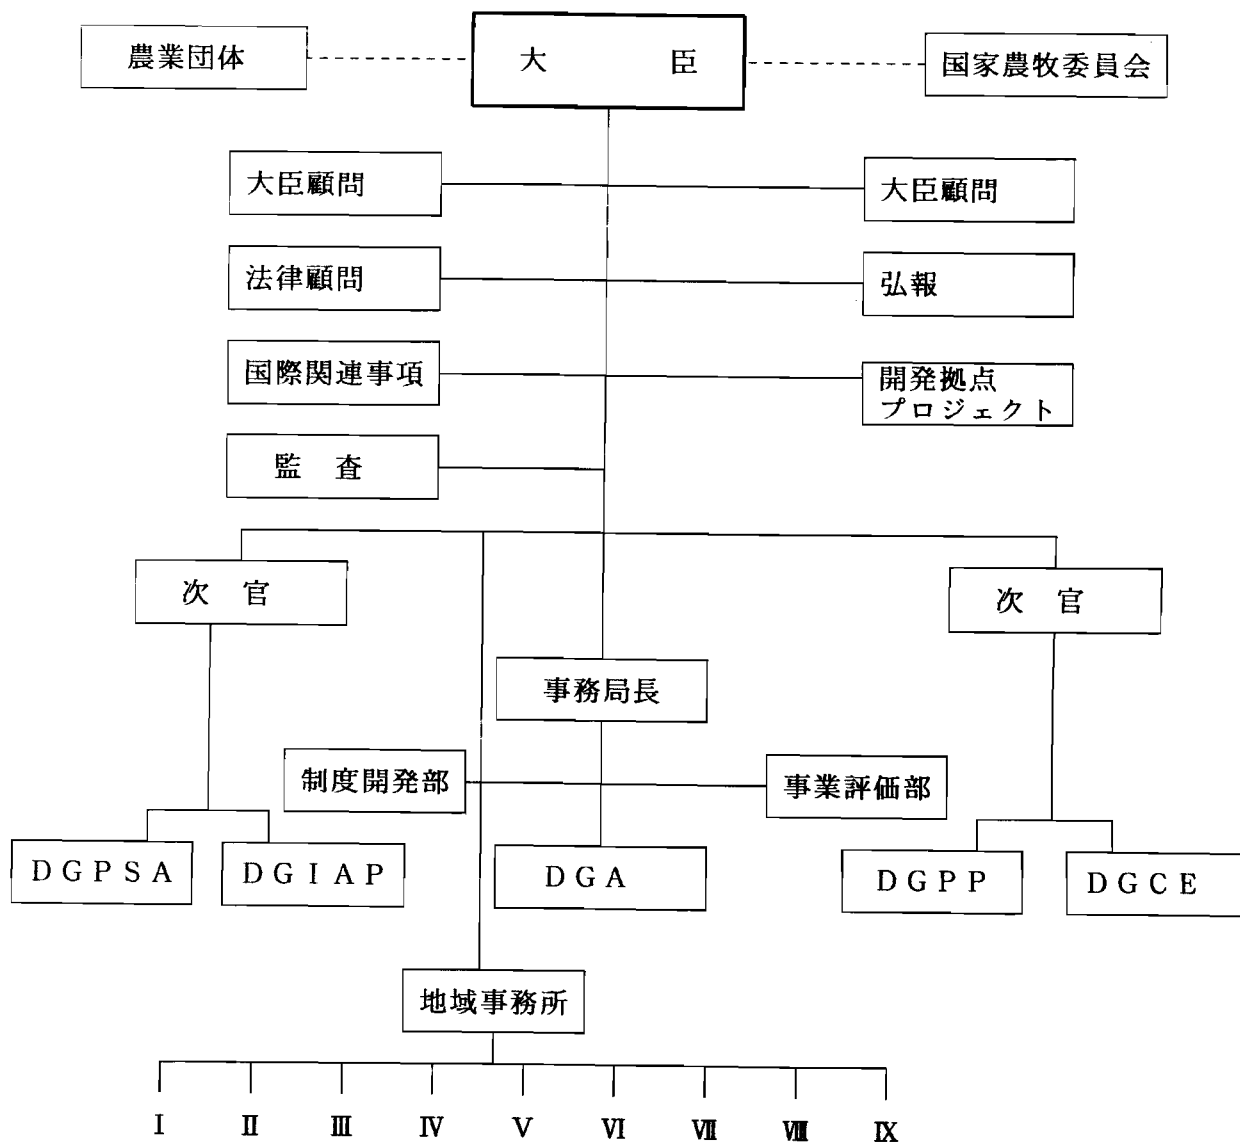 農業団体
大臣
国家農牧委員会
大臣顧問
大臣顧問
法律顧問
弘報
国際関連事項
開発拠点
プロジェクト
監査
次官
次官
事務局長
制度開発部
事業評価部
DGPSA
DGIAP
DGA
DGPP
DGCE
地域事務所
Ⅰ Ⅱ Ⅲ Ⅳ Ⅴ Ⅵ Ⅶ Ⅷ Ⅸ